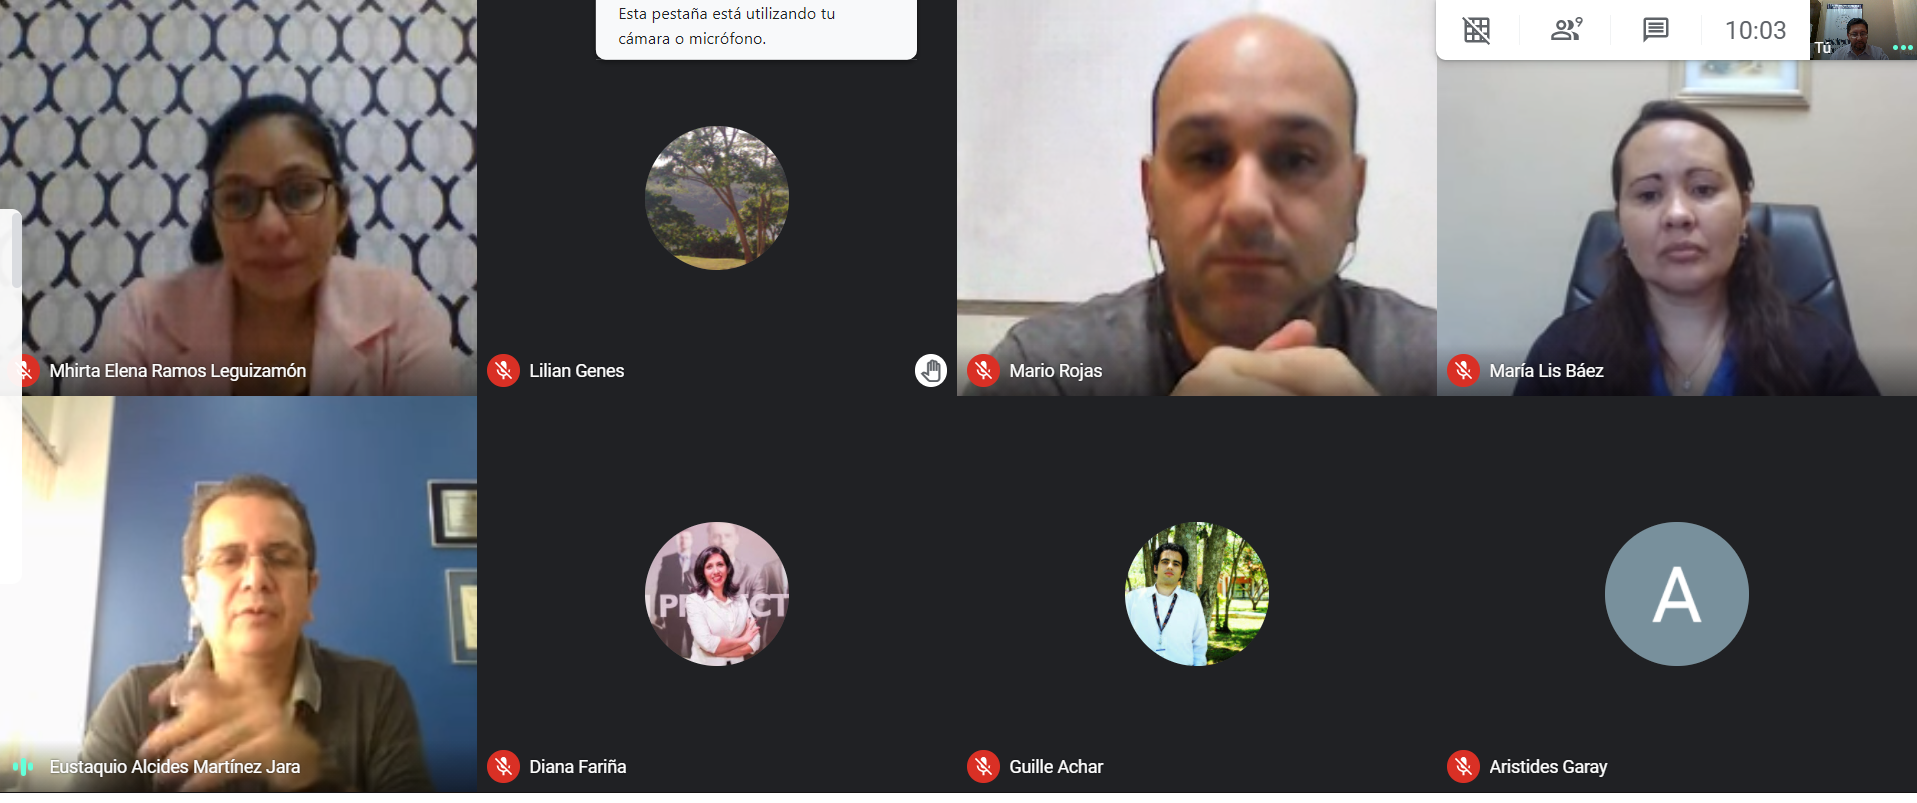 Esta pestaña está utilizando tu
cámara o micrófono.
9
10:03
Tú
Mhirta Elena Ramos Leguizamón
Lilian Genes
Mario Rojas
María Lis Báez
A
Eustaquio Alcides Martínez Jara
Diana Fariña
Guille Achar
Aristides Garay